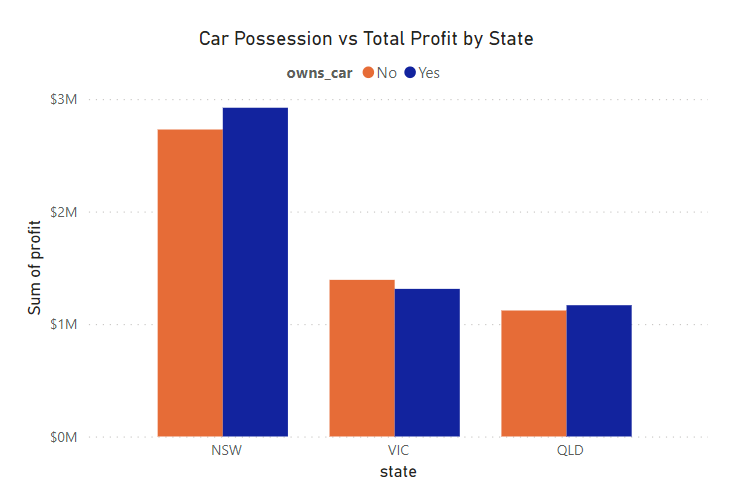 Car Possession vs Total Profit by State
owns_car No Yes
$3M
$2M
$1M
$0M
Sum of profit
NSW VIC QLD
state